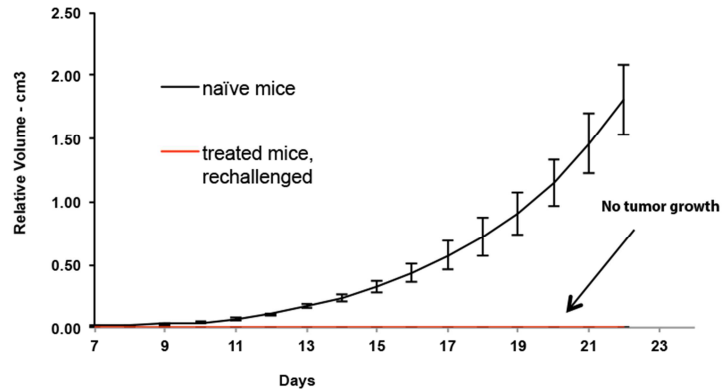 2.50
2.00
1.50
1.00
0.50
0.00
Relative Volume - cm3
naïve mice
treated mice,
rechallenged
No tumor growth
7 9 11 13 15 17 19 21 23
Days